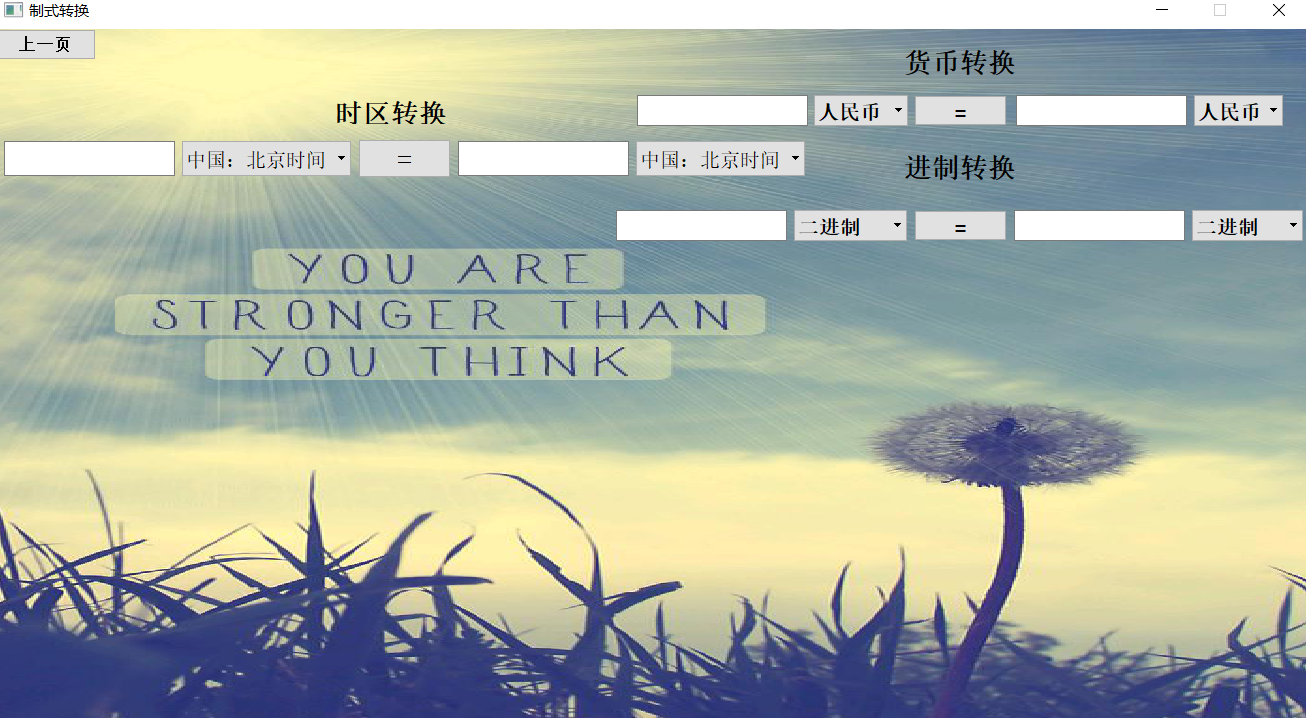 制式转换
上一页
货币转换
人民币 = 人民币
时区转换
中国：北京时间 = 中国：北京时间
进制转换
二进制 = 二进制
YOU ARE
STRONGER THAN
YOU THINK